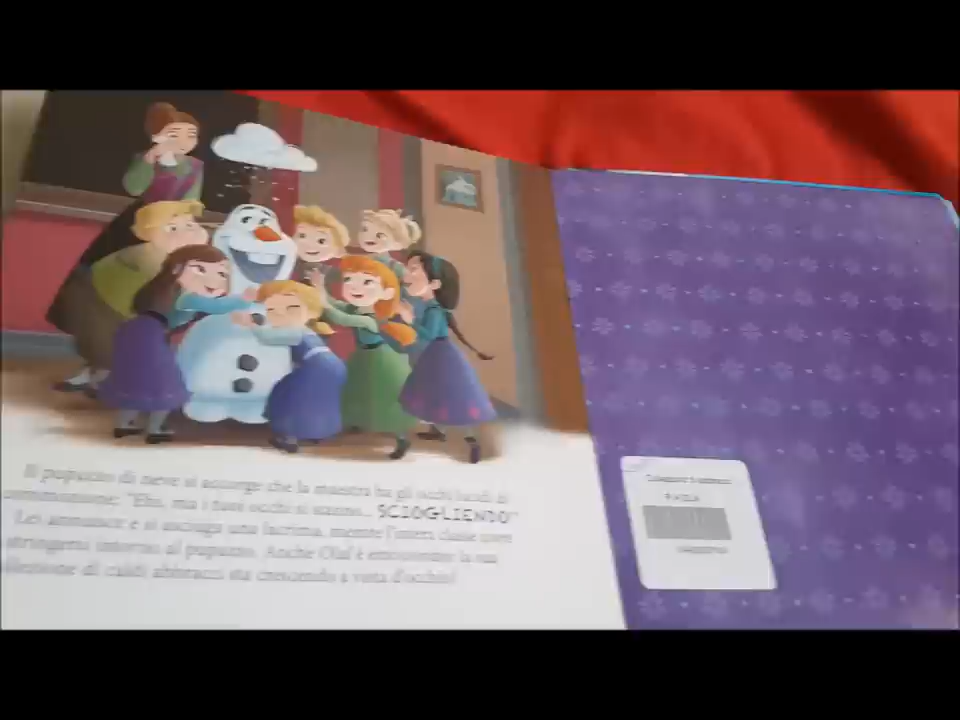 Il pupazzo di neve si accorge che la maestra ha gli occhi lucidi di
commozione: "Ehi, ma i tuoi occhi si stanno... SCIOGLIENDO"
Lei annuisce e si asciuga una lacrima, mentre l'intera classe
stringersi intorno al pupazzo. Anche Olaf è emozionato: la sua
collezione di caldi abbracci sta crescendo a vista d'occhio!